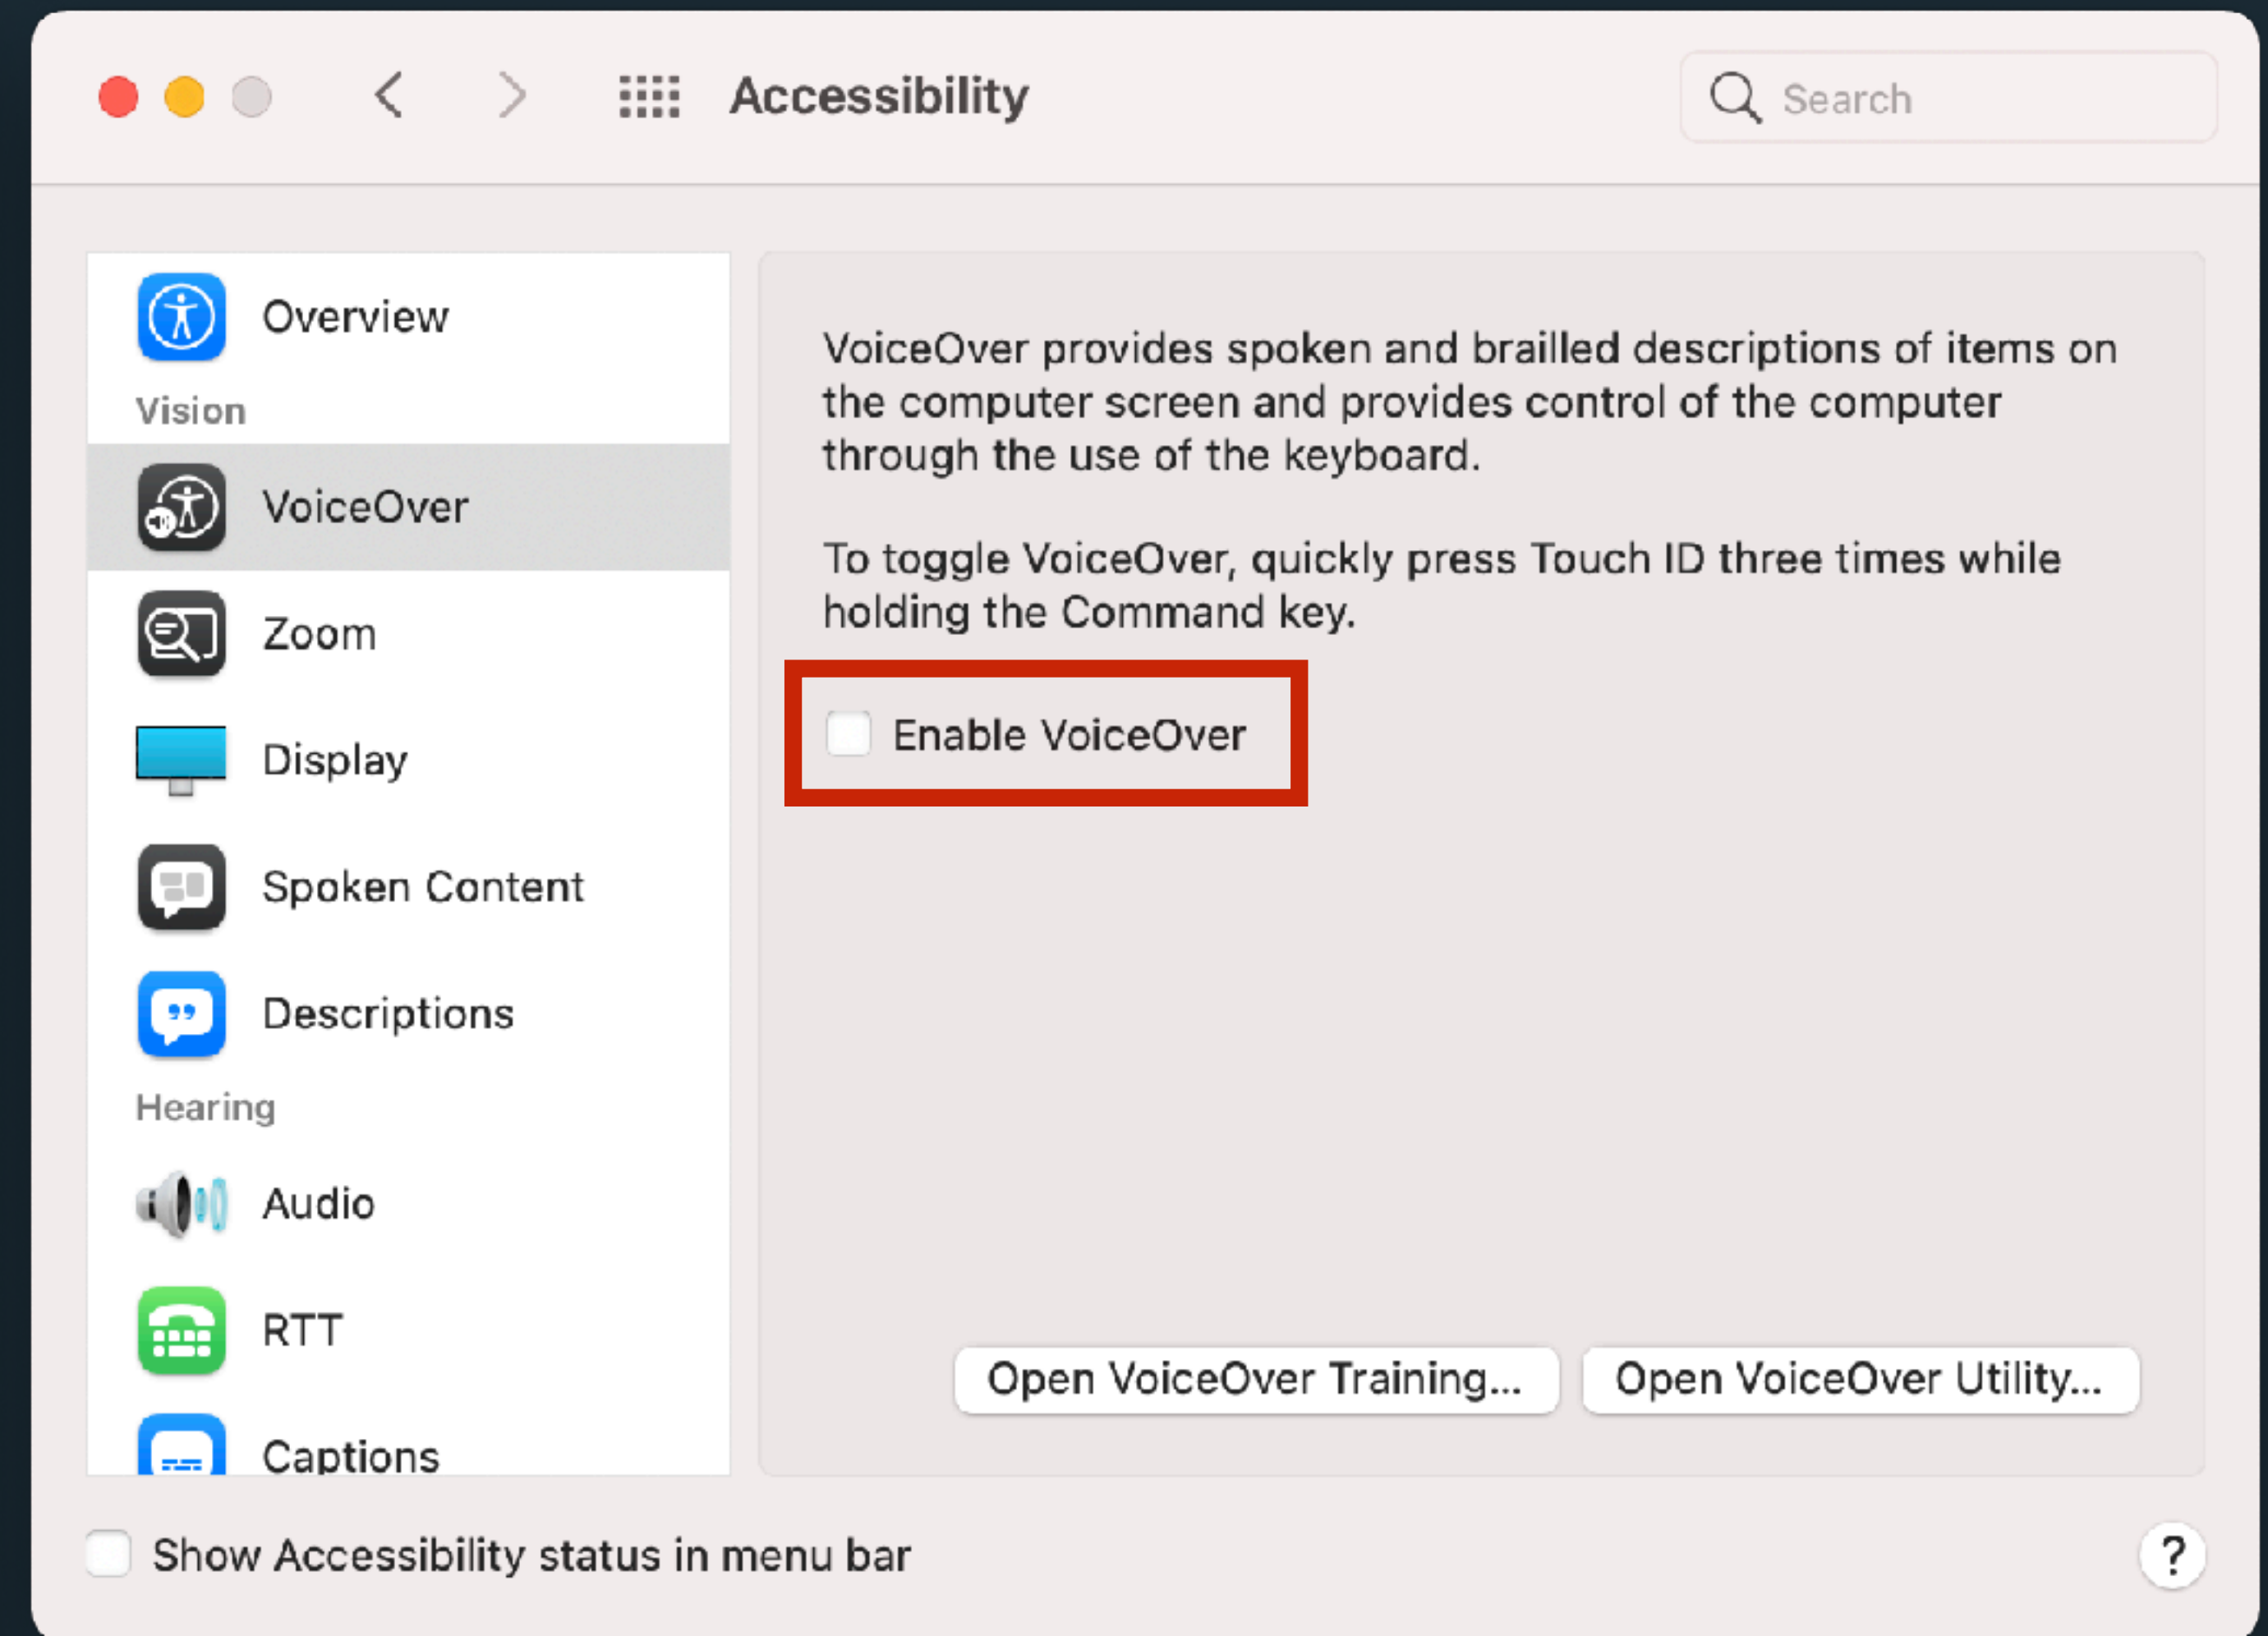 Accessibility
Search
Overview
Vision
VoiceOver
Zoom
Display
Spoken Content
Descriptions
Hearing
Audio
RTT
Captions
VoiceOver provides spoken and brailled descriptions of items on
the computer screen and provides control of the computer
through the use of the keyboard.
To toggle VoiceOver, quickly press Touch ID three times while
holding the Command key.
Enable VoiceOver
Open VoiceOver Training...
Open VoiceOver Utility...
Show Accessibility status in menu bar
?